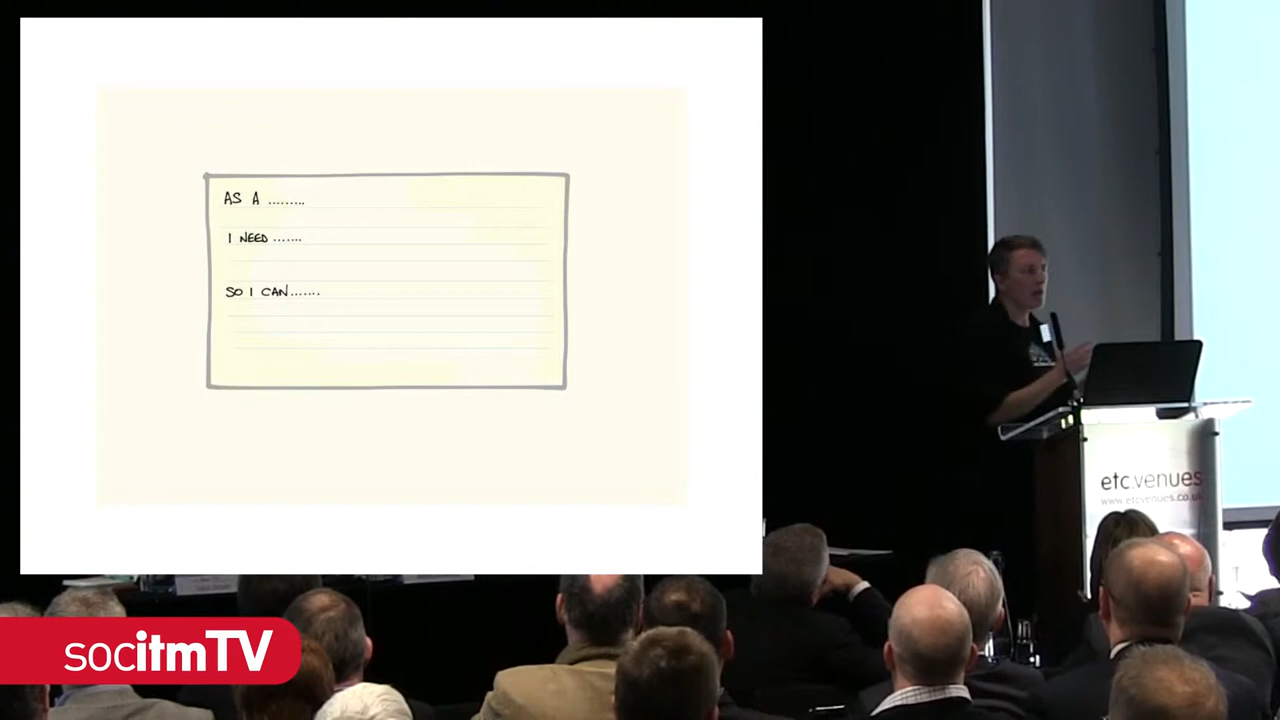 AS A .........
I NEED .......
SO I CAN.......
etc.venues
www.etcvenues.co.uk
socitmTV